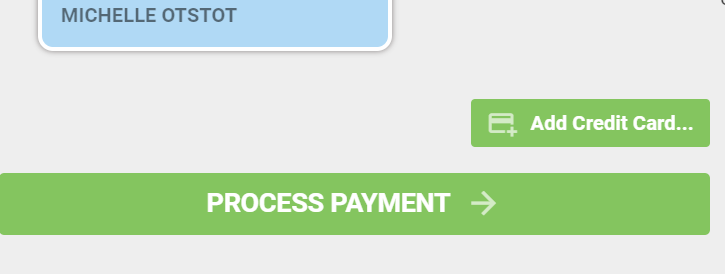 MICHELLE OTSTOT
Add Credit Card...
PROCESS PAYMENT